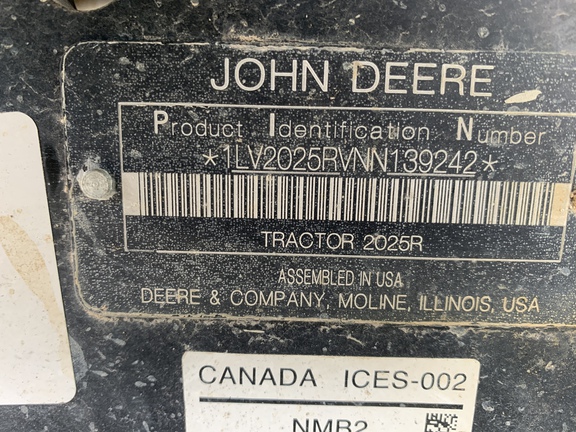 JOHN DEERE
Product Identification Number
*1LV2025RVNN139242*
TRACTOR 2025R
ASSEMBLED IN USA
DEERE & COMPANY, MOLINE, ILLINOIS, USA
CANADA ICES-002
NMB2